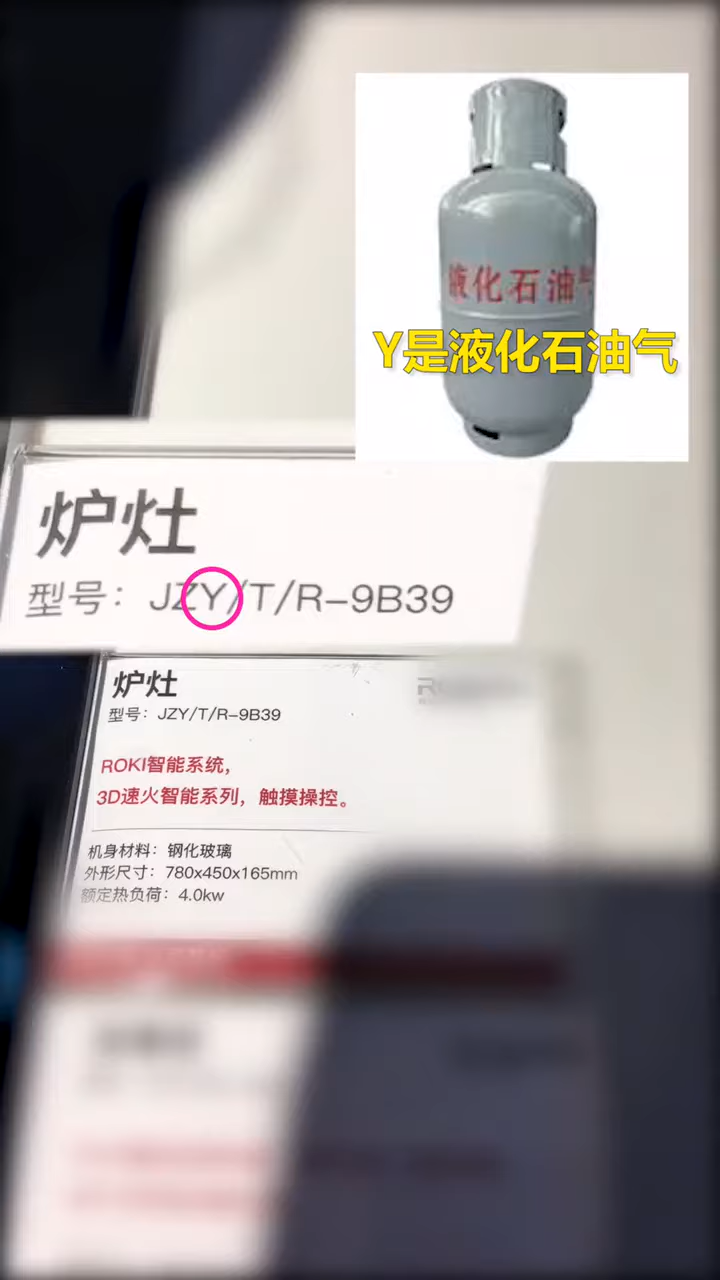 液化石油气
Y是液化石油气
炉灶
型号：JZY/T/R-9B39
炉灶
型号：JZY/T/R-9B39
ROKI智能系统，
3D速火智能系列，触摸操控。
机身材料：钢化玻璃
外形尺寸：780x450x165mm
额定热负荷：4.0kw